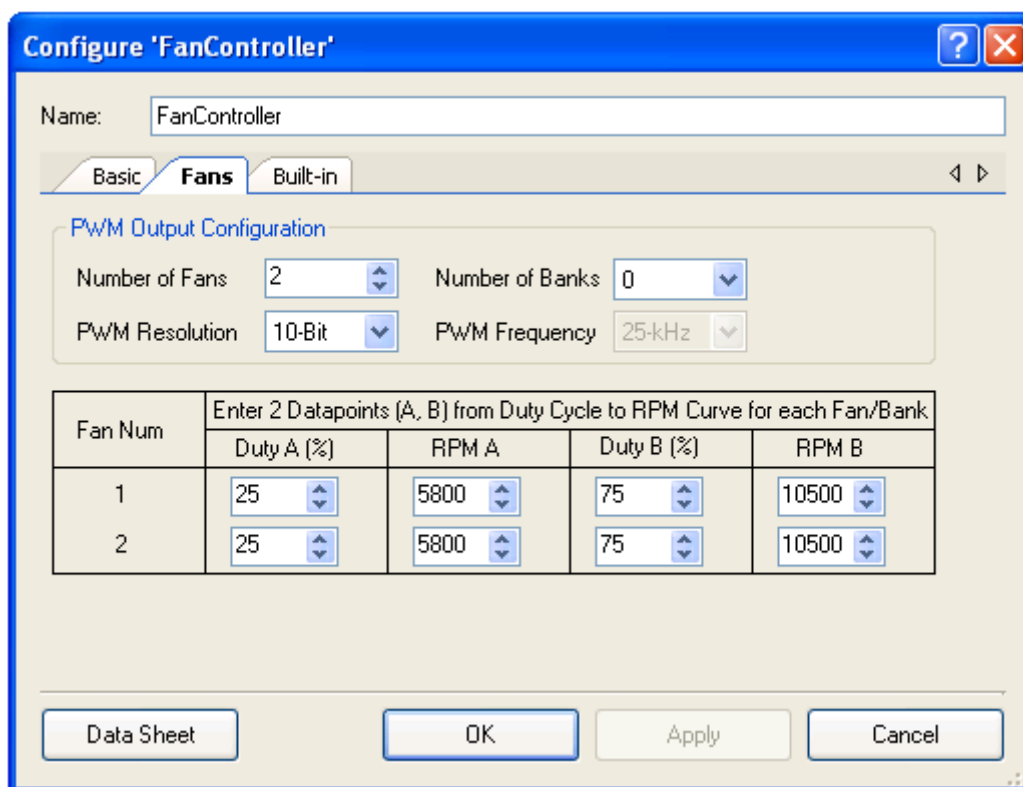 Configure 'FanController'
Name: FanController
Basic Fans Built-in
PWM Output Configuration
Number of Fans 2 Number of Banks 0
PWM Resolution 10-Bit PWM Frequency 25-kHz
Fan Num Enter 2 Datapoints (A, B) from Duty Cycle to RPM Curve for each Fan/Bank
Duty A (%) RPM A Duty B (%) RPM B
1 25 5800 75 10500
2 25 5800 75 10500
Data Sheet OK Apply Cancel